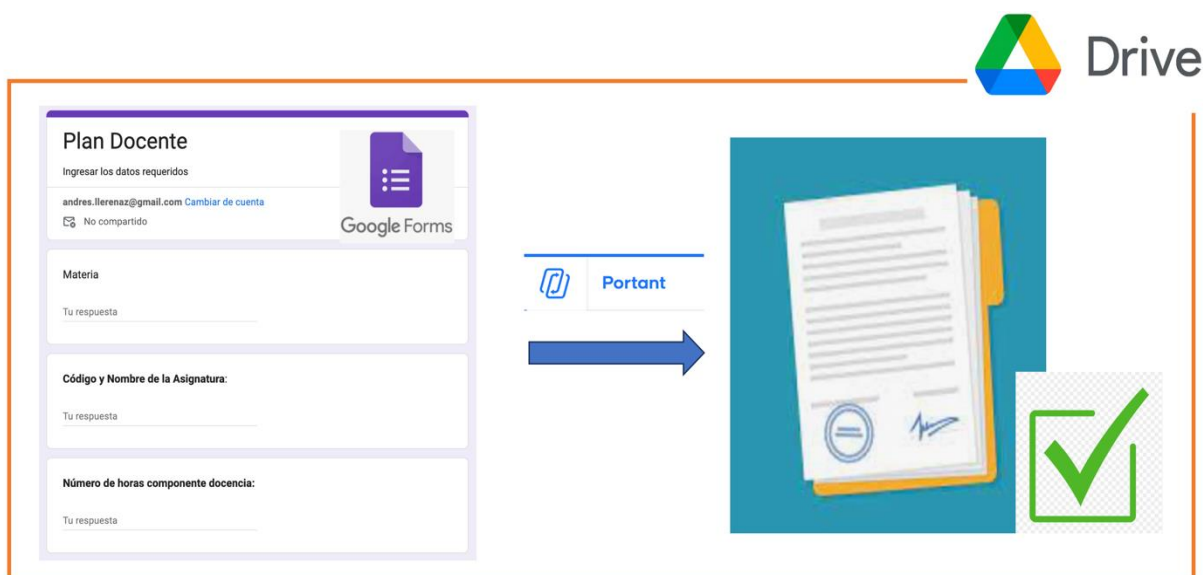 Drive
Plan Docente
Ingresar los datos requeridos
andres.llerenaz@gmail.com Cambiar de cuenta
No compartido
Google Forms
Materia
Tu respuesta
Código y Nombre de la Asignatura:
Tu respuesta
Número de horas componente docencia:
Tu respuesta
Portant